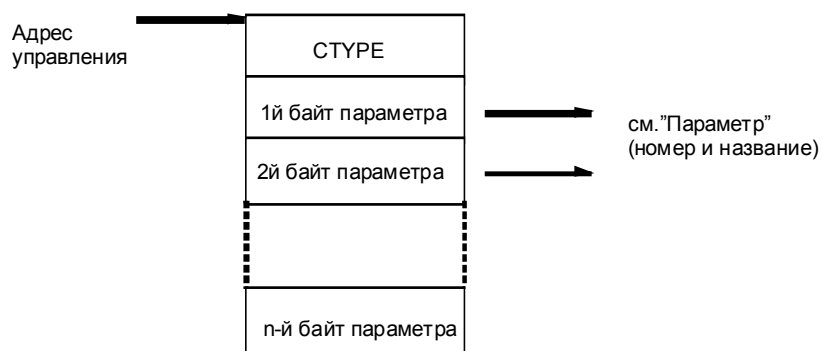 Адрес
управления
CTYPE
1й байт параметра
см.”Параметр”
(номер и название)
2й байт параметра
n-й байт параметра